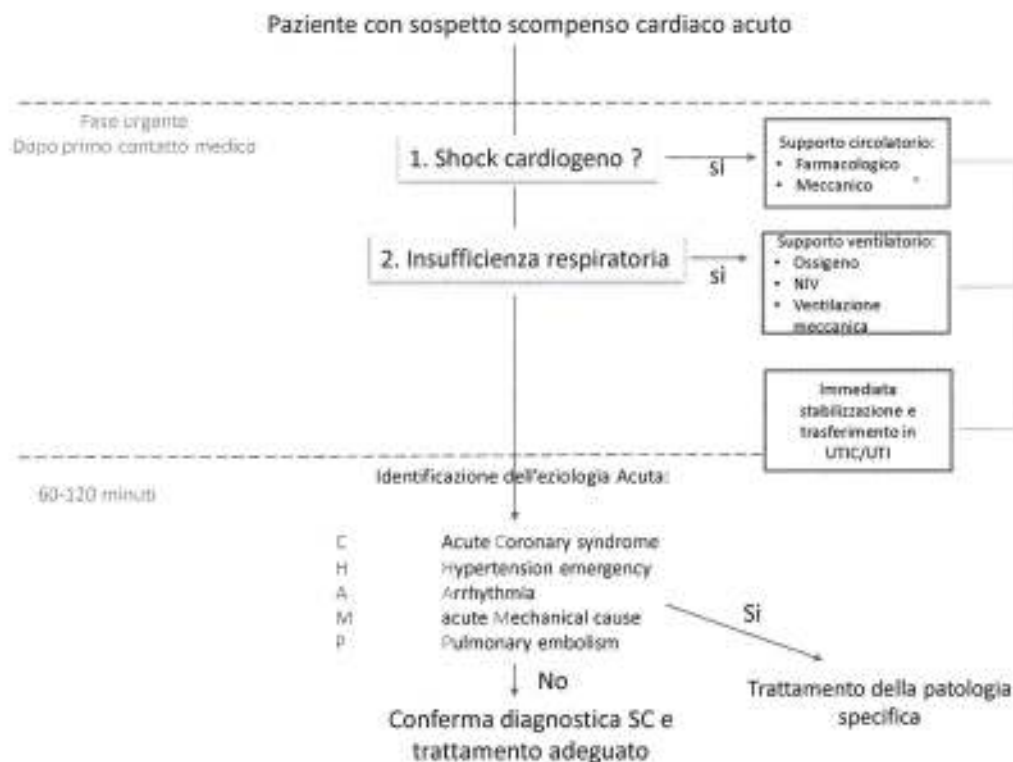 Paziente con sospetto scompenso cardiaco acuto
Fase urgente
Dopo primo contatto medico
1. Shock cardiogeno ?
si
Supporto circolatorio:
• Farmacologico
• Meccanico
2. Insufficienza respiratoria
si
Supporto ventilatorio:
• Ossigeno
• NIV
• Ventilazione
meccanica
Immediata
stabilizzazione e
trasferimento in
UTIC/UTI
60-120 minuti
Identificazione dell'eziologia Acuta:
C Acute Coronary syndrome
H Hypertension emergency
A Arrhythmia
M acute Mechanical cause
P Pulmonary embolism
Si
No
Trattamento della patologia
specifica
Conferma diagnostica SC e
trattamento adeguato